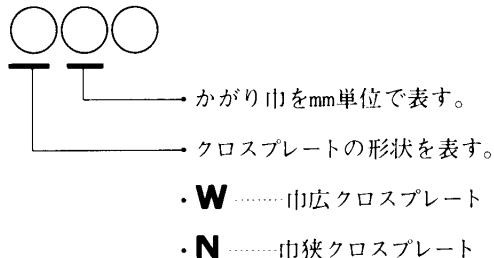 かがり巾をmm単位で表す。
クロスプレートの形状を表す。
・W………巾広クロスプレート
・N………巾狭クロスプレート